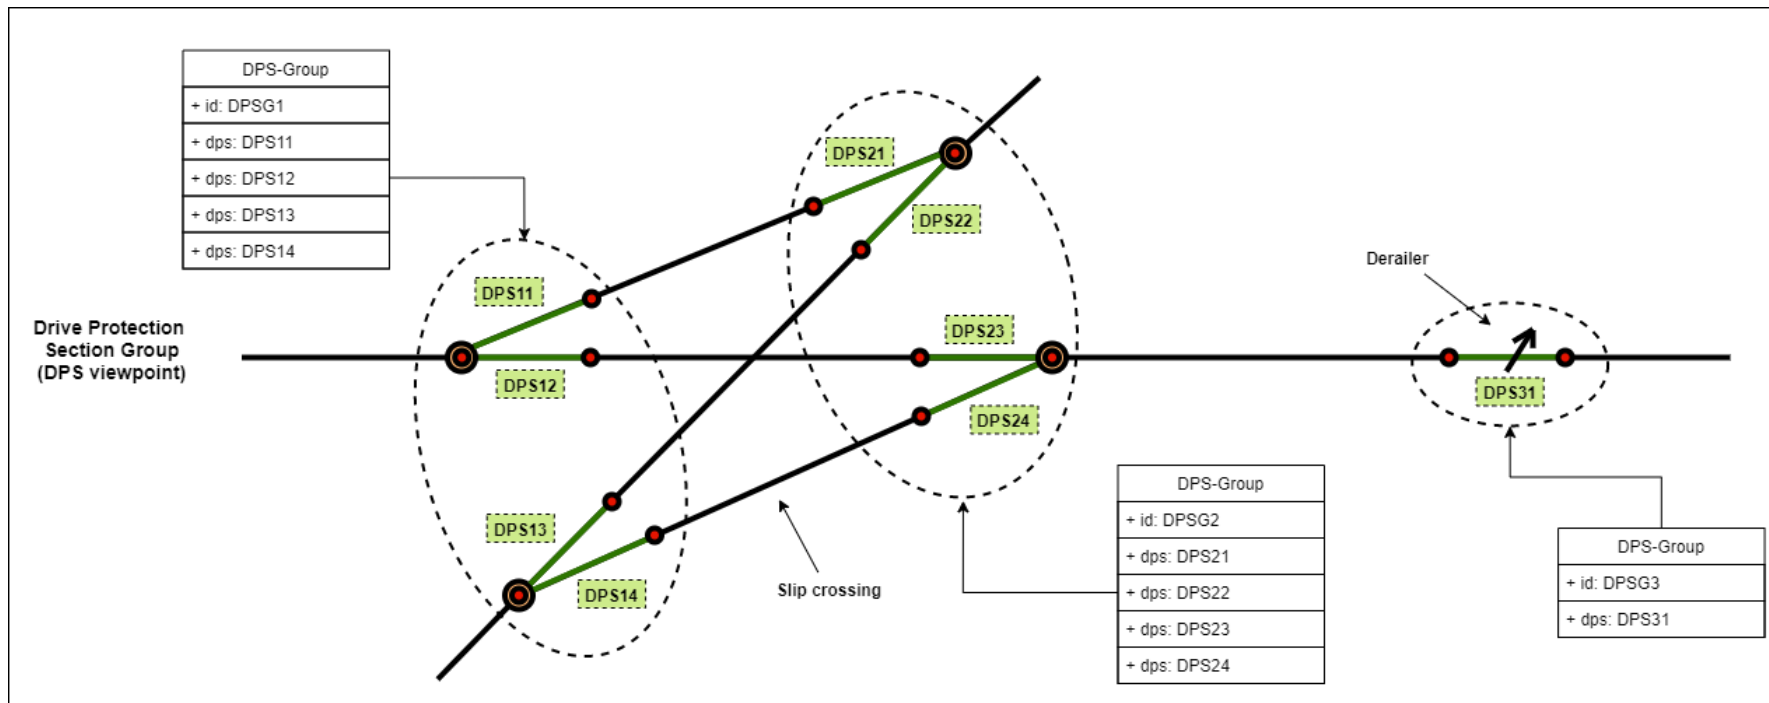 DPS-Group
+ id: DPSG1
+ dps: DPS11
+ dps: DPS12
+ dps: DPS13
+ dps: DPS14
Drive Protection
Section Group
(DPS viewpoint)
DPS11
DPS12
DPS13
DPS14
DPS21
DPS22
DPS23
DPS24
Slip crossing
DPS-Group
+ id: DPSG2
+ dps: DPS21
+ dps: DPS22
+ dps: DPS23
+ dps: DPS24
Derailer
DPS31
DPS-Group
+ id: DPSG3
+ dps: DPS31